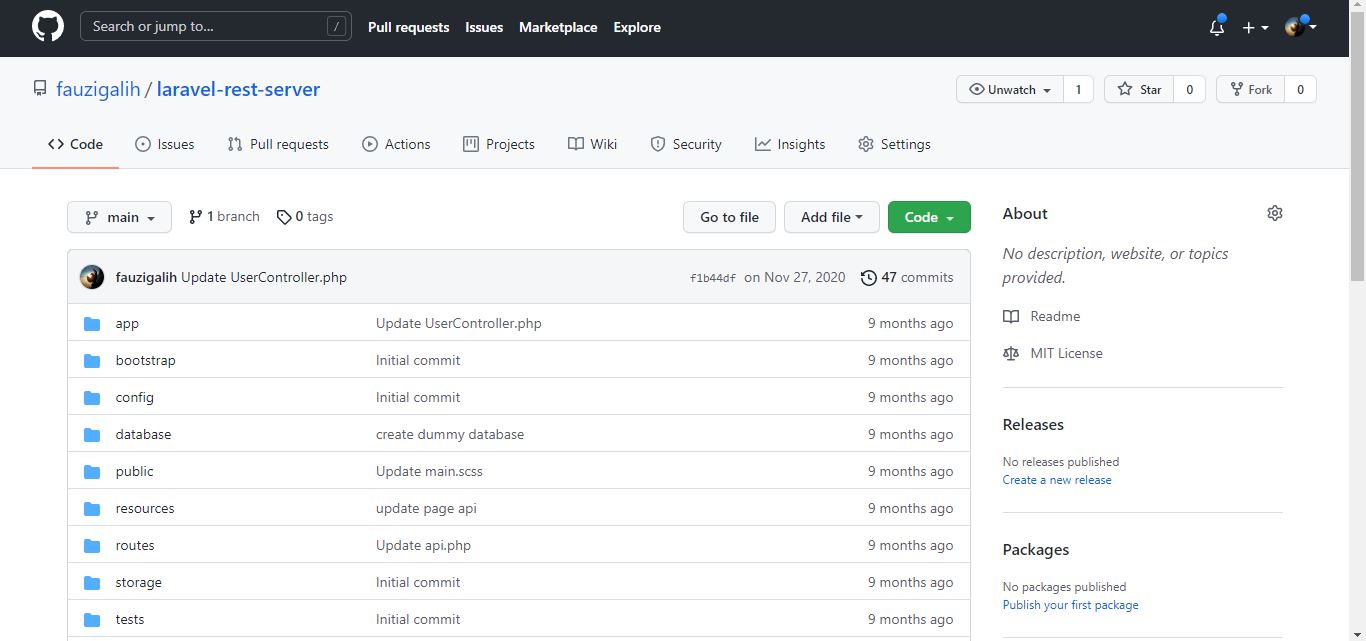 Search or jump to... /
Pull requests Issues Marketplace Explore
fauzigalih / laravel-rest-server
Unwatch 1 Star 0 Fork 0
Code Issues Pull requests Actions Projects Wiki Security Insights Settings
main 1 branch 0 tags Go to file Add file Code
fauzigalih Update UserController.php f1b44df on Nov 27, 2020 47 commits
app Update UserController.php 9 months ago
bootstrap Initial commit 9 months ago
config Initial commit 9 months ago
database create dummy database 9 months ago
public Update main.scss 9 months ago
resources update page api 9 months ago
routes Update api.php 9 months ago
storage Initial commit 9 months ago
tests Initial commit 9 months ago
About
No description, website, or topics
provided.
Readme
MIT License
Releases
No releases published
Create a new release
Packages
No packages published
Publish your first package